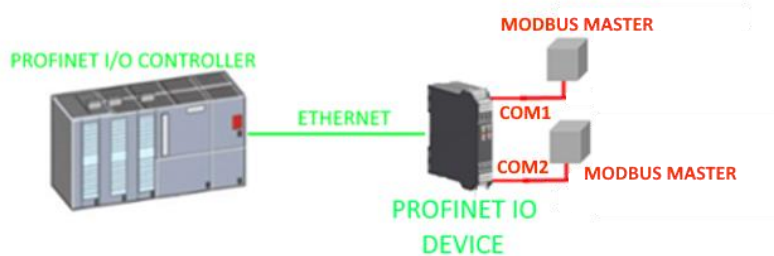 MODBUS MASTER
PROFINET I/O CONTROLLER
ETHERNET
COM1
COM2
MODBUS MASTER
PROFINET IO
DEVICE